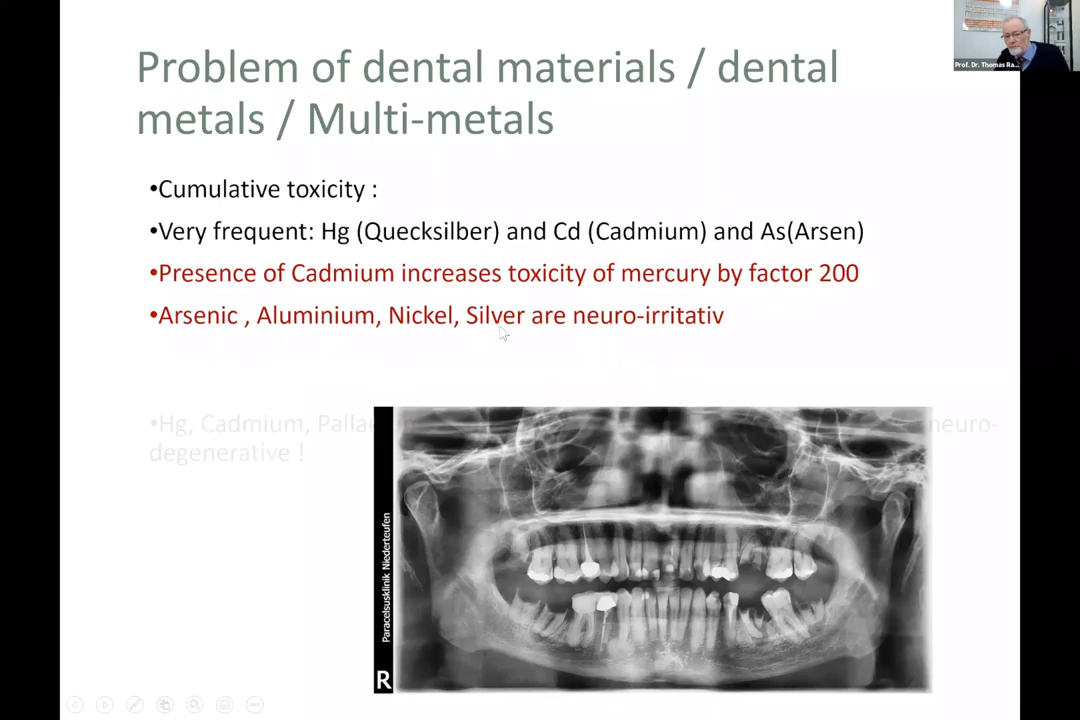 Problem of dental materials / dental
metals / Multi-metals
•Cumulative toxicity :
•Very frequent: Hg (Quecksilber) and Cd (Cadmium) and As(Arsen)
•Presence of Cadmium increases toxicity of mercury by factor 200
•Arsenic , Aluminium, Nickel, Silver are neuro-irritativ
•Hg, Cadmium, neuro-
degenerative !
Paracelsusklinik Niederteufen
R
Prof. Dr. Thomas Ra...